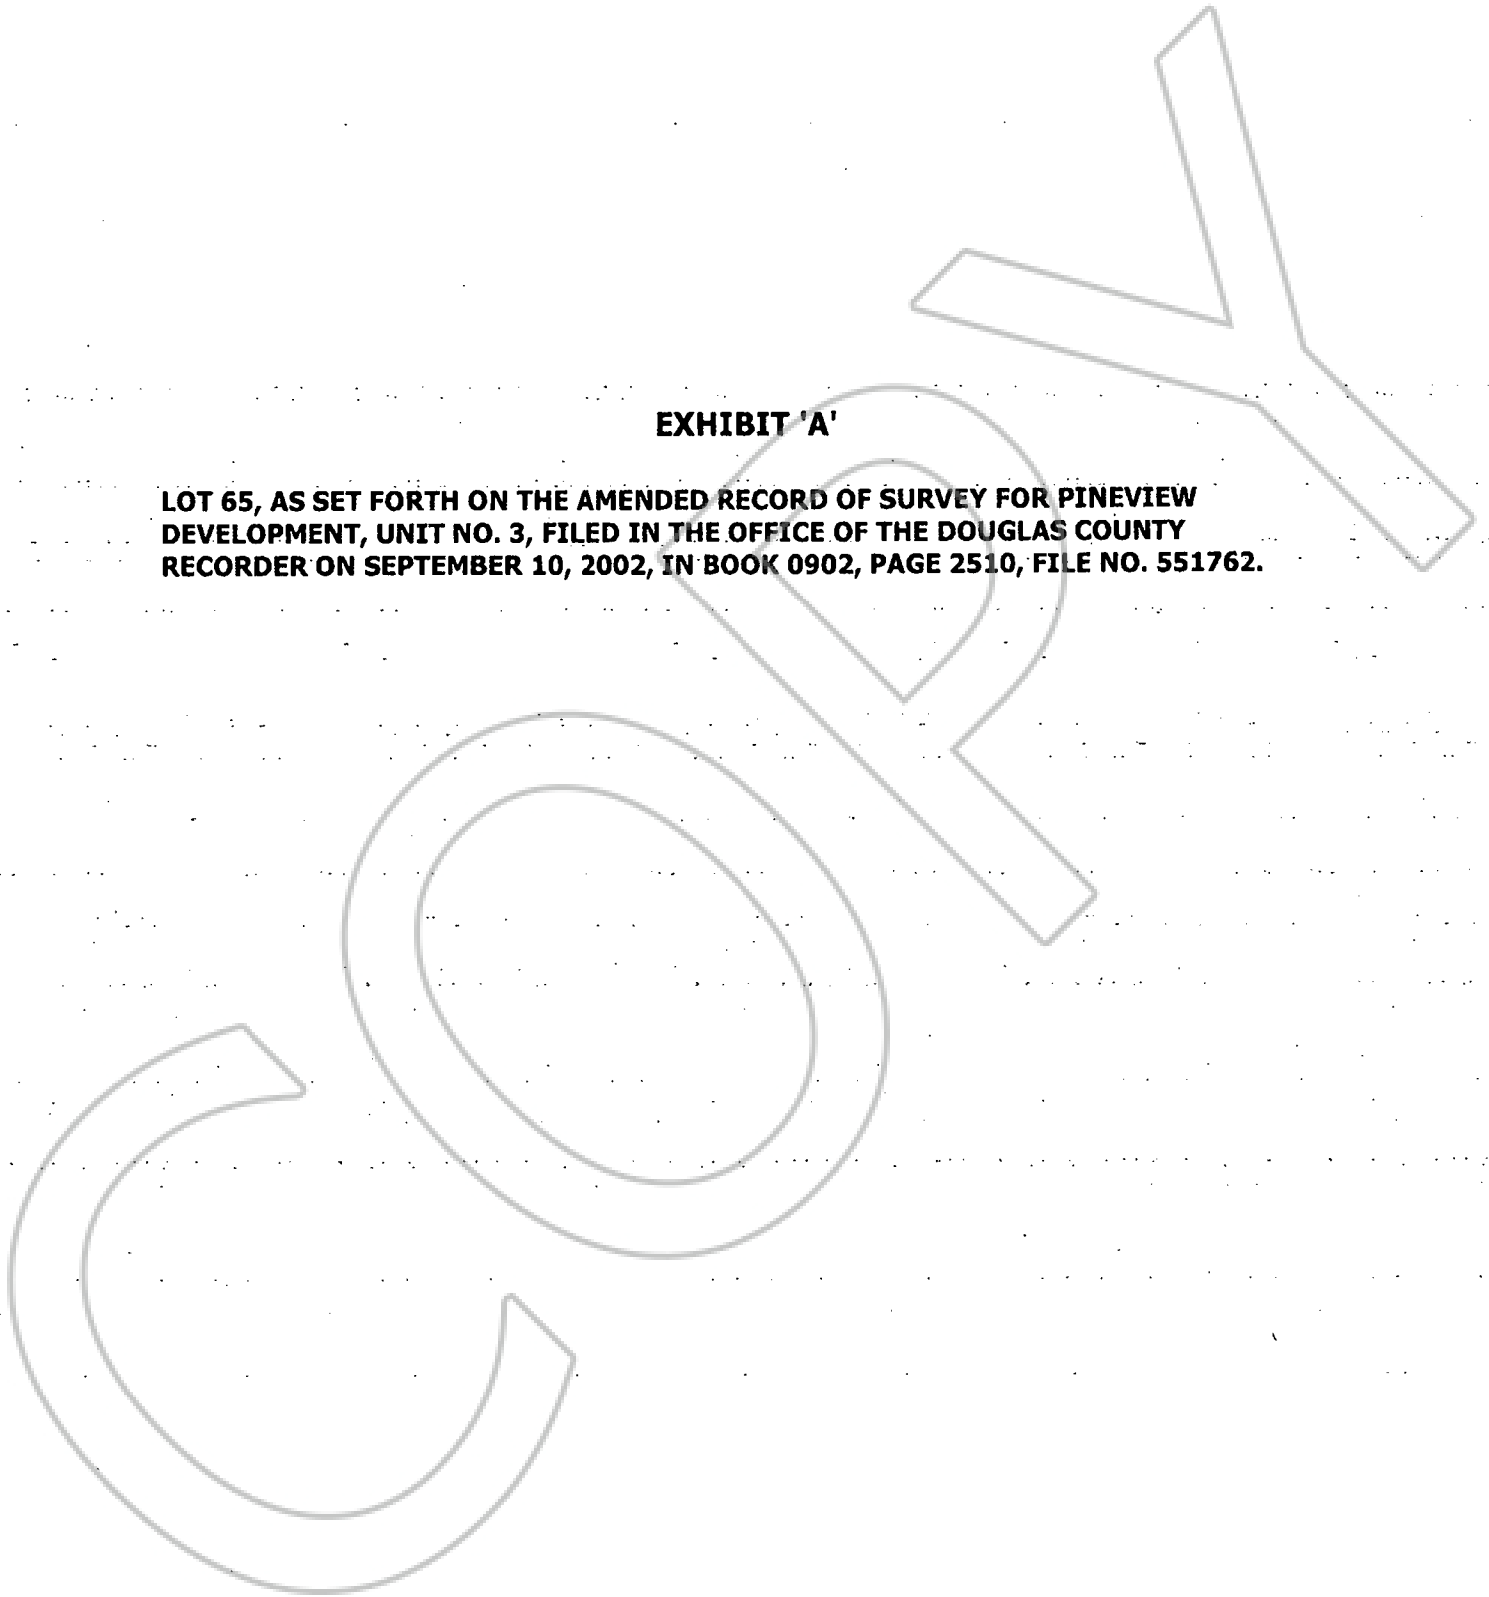 EXHIBIT 'A'
LOT 65, AS SET FORTH ON THE AMENDED RECORD OF SURVEY FOR PINEVIEW
DEVELOPMENT, UNIT NO. 3, FILED IN THE OFFICE OF THE DOUGLAS COUNTY
RECORDER ON SEPTEMBER 10, 2002, IN BOOK 0902, PAGE 2510, FILE NO. 551762.
COPY